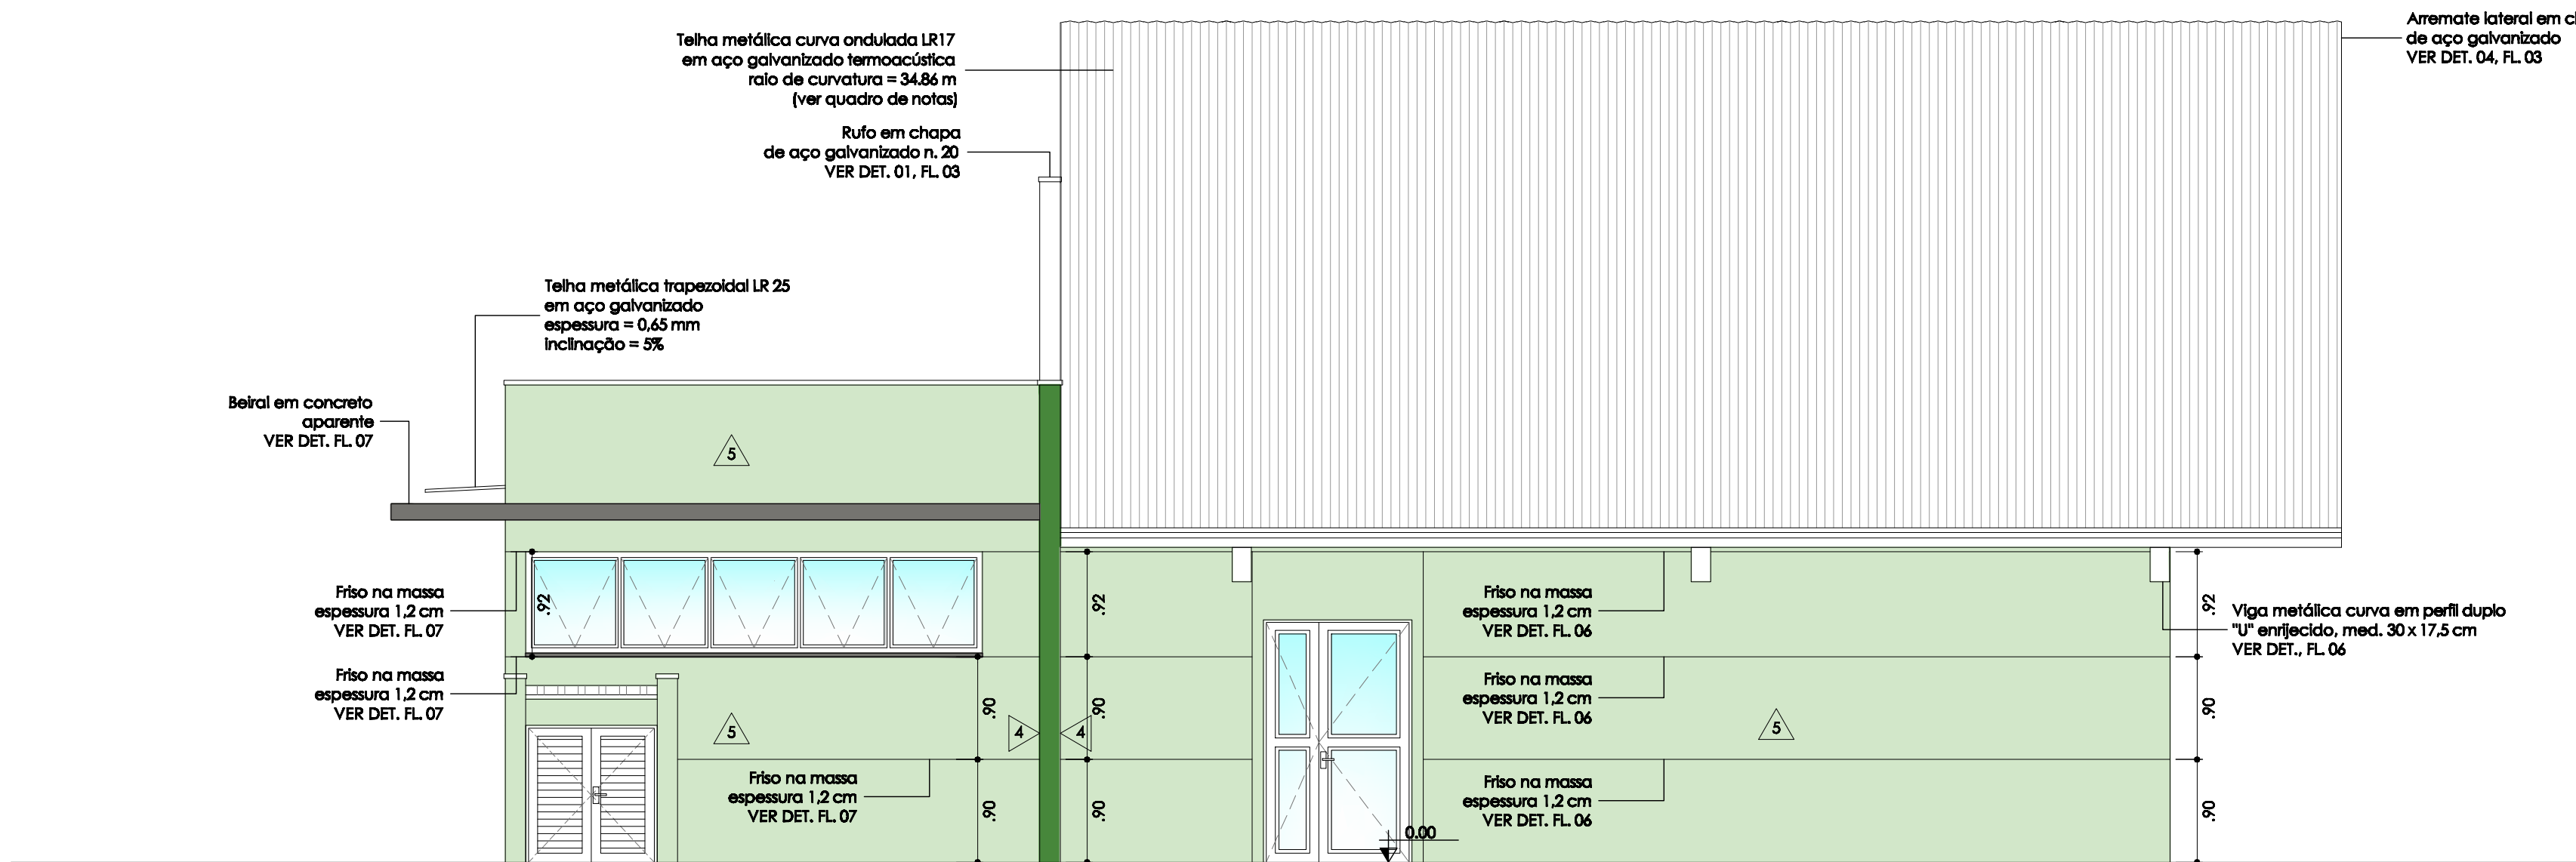 Telha metálica curva ondulada LR17
em aço galvanizado termoacústica
raio de curvatura = 34.86 m
(ver quadro de notas)
Arremate lateral em
de aço galvanizado
VER DET. 04, FL. 03
Rufo em chapa
de aço galvanizado n. 20
VER DET. 01, FL. 03
Telha metálica trapezoidal LR 25
em aço galvanizado
espessura = 0,65 mm
inclinação = 5%
Beiral em concreto
aparente
VER DET. FL. 07
5
Friso na massa
espessura 1,2 cm
VER DET. FL. 07
.92
.92
Friso na massa
espessura 1,2 cm
VER DET. FL. 06
.92
Viga metálica curva em perfil duplo
"U" enrijecido, med. 30 x 17,5 cm
VER DET., FL. 06
Friso na massa
espessura 1,2 cm
VER DET. FL. 07
5
.90
4
4
.90
Friso na massa
espessura 1,2 cm
VER DET. FL. 06
5
.90
Friso na massa
espessura 1,2 cm
VER DET. FL. 07
.90
.90
Friso na massa
espessura 1,2 cm
VER DET. FL. 06
.90
0.00